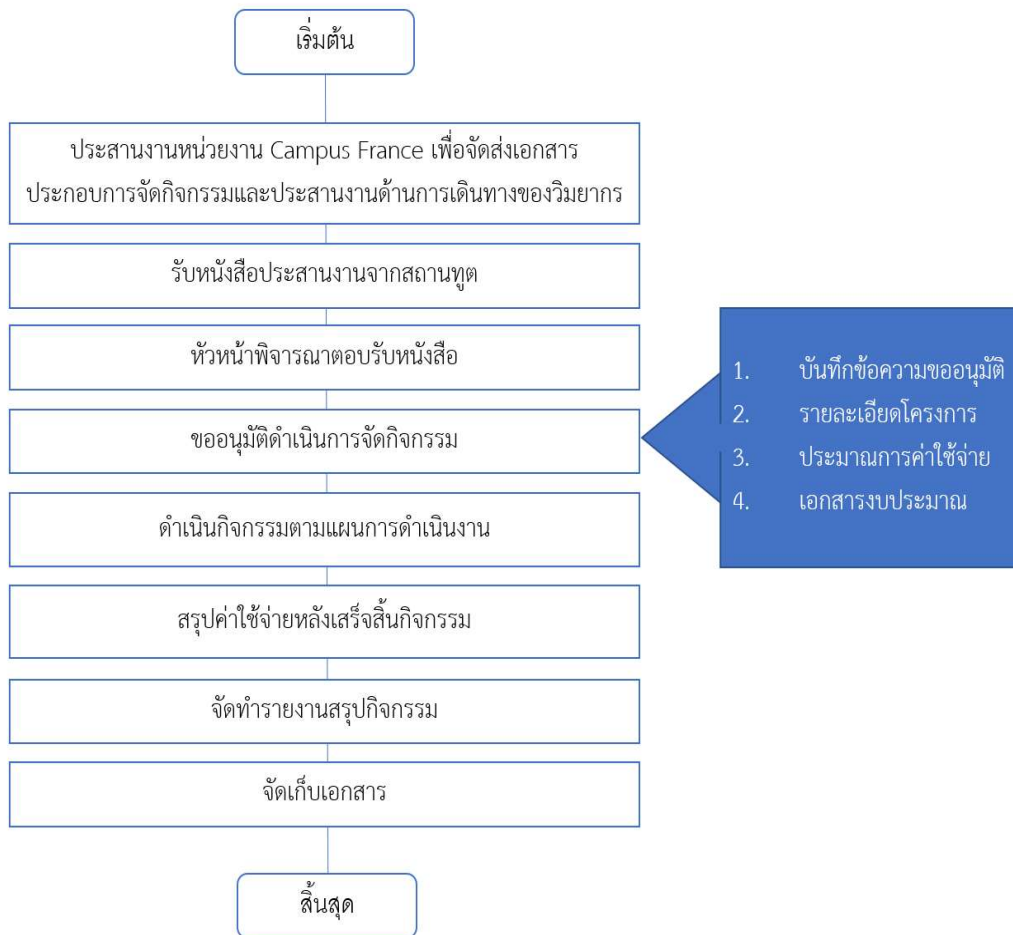 เริ่มต้น
ประสานงานหน่วยงาน Campus France เพื่อจัดส่งเอกสาร
ประกอบการจัดกิจกรรมและประสานงานด้านการเดินทางของวิมยากร
รับหนังสือประสานงานจากสถานทูต
หัวหน้าพิจารณาตอบรับหนังสือ
ขออนุมัติดำเนินการจัดกิจกรรม
1. บันทึกข้อความขออนุมัติ
2. รายละเอียดโครงการ
3. ประมาณการค่าใช้จ่าย
4. เอกสารงบประมาณ
ดำเนินกิจกรรมตามแผนการดำเนินงาน
สรุปค่าใช้จ่ายหลังเสร็จสิ้นกิจกรรม
จัดทำรายงานสรุปกิจกรรม
จัดเก็บเอกสาร
สิ้นสุด